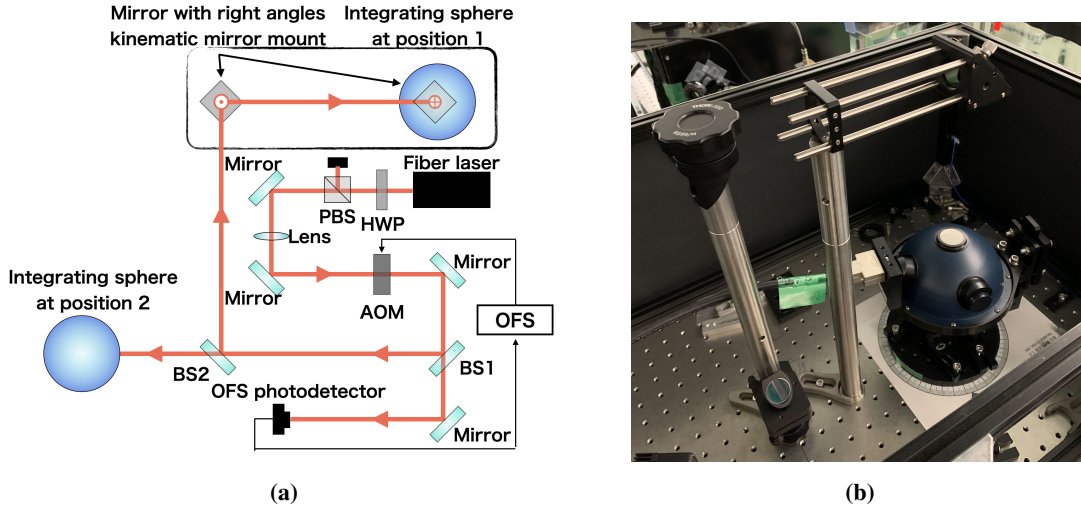 Mirror with right angles
kinematic mirror mount
Integrating sphere
at position 1
Mirror
Fiber laser
PBS
HWP
Lens
Mirror
Mirror
AOM
OFS
Integrating sphere
at position 2
BS2
BS1
OFS photodetector
Mirror
(a)
(b)